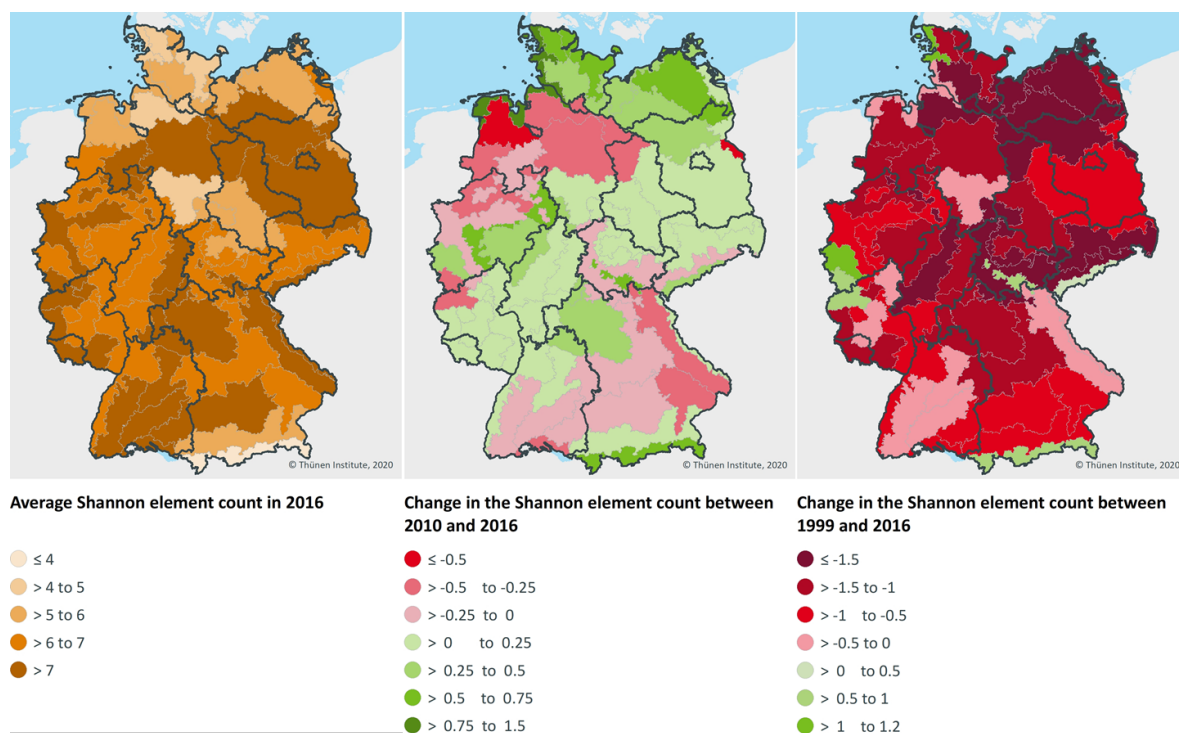 © Thünen Institute, 2020
© Thünen Institute, 2020
© Thünen Institute, 2020
Average Shannon element count in 2016
≤ 4
> 4 to 5
> 5 to 6
> 6 to 7
> 7
Change in the Shannon element count between
2010 and 2016
≤ -0.5
> -0.5 to -0.25
> -0.25 to 0
> 0 to 0.25
> 0.25 to 0.5
> 0.5 to 0.75
> 0.75 to 1.5
Change in the Shannon element count between
1999 and 2016
≤ -1.5
> -1.5 to -1
> -1 to -0.5
> -0.5 to 0
> 0 to 0.5
> 0.5 to 1
> 1 to 1.2